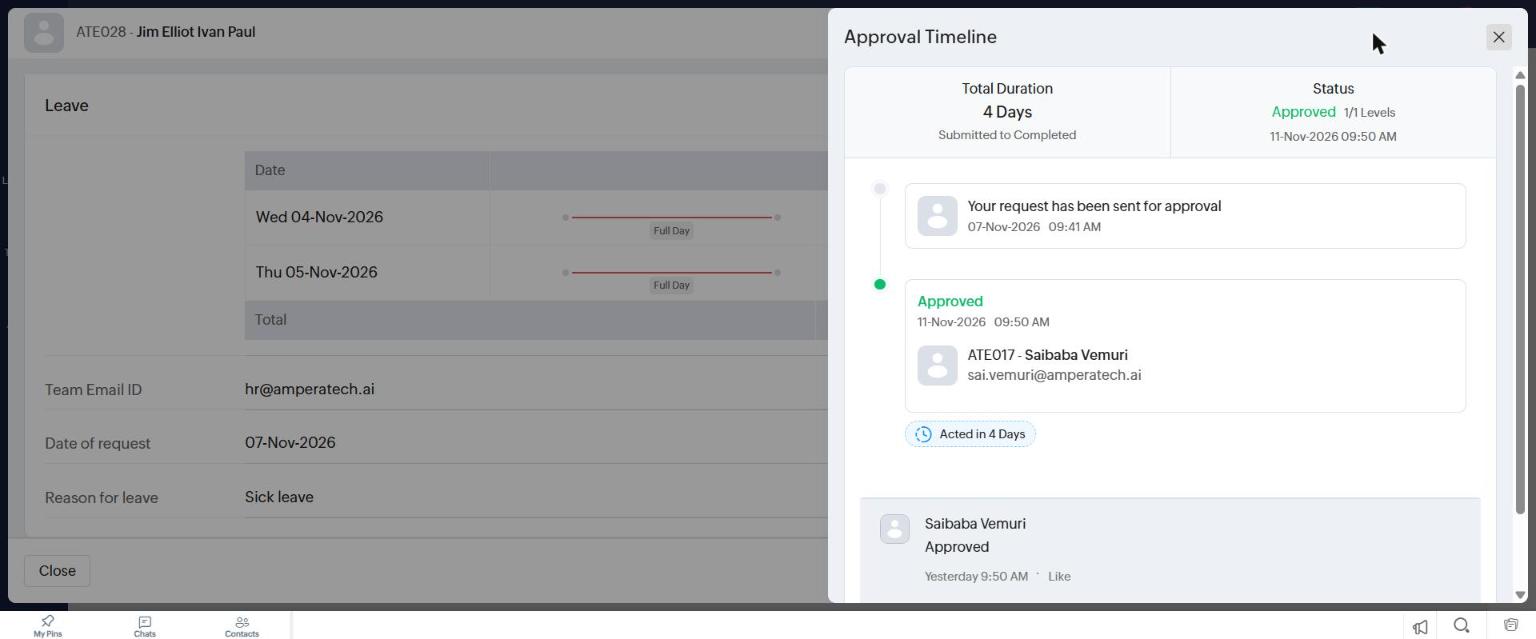 ATE028 - Jim Elliot Ivan Paul
Leave
Date
Wed 04-Nov-2026
Full Day
Thu 05-Nov-2026
Full Day
Total
Team Email ID
hr@amperatech.ai
Date of request
07-Nov-2026
Reason for leave
Sick leave
Close
Approval Timeline
Total Duration
4 Days
Submitted to Completed
Status
Approved 1/1 Levels
11-Nov-2026 09:50 AM
Your request has been sent for approval
07-Nov-2026 09:41 AM
Approved
11-Nov-2026 09:50 AM
ATE017 - Saibaba Vemuri
sai.vemuri@amperatech.ai
Acted in 4 Days
Saibaba Vemuri
Approved
Yesterday 9:50 AM · Like
My Pins
Chats
Contacts